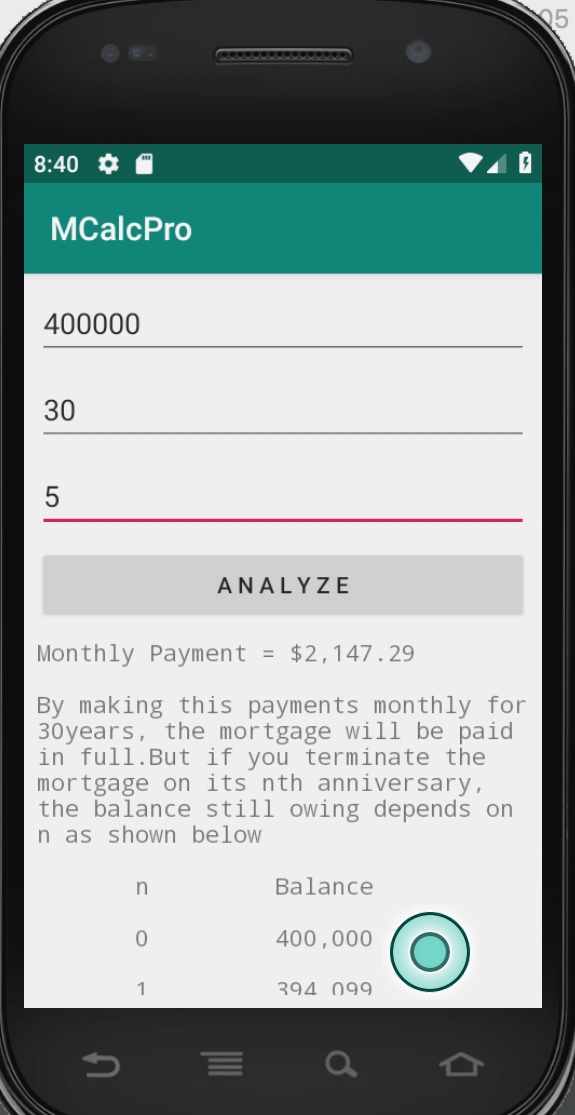 05
8:40
MCalcPro
400000
30
5
ANALYZE
Monthly Payment = $2,147.29
By making this payments monthly for
30years, the mortgage will be paid
in full.But if you terminate the
mortgage on its nth anniversary,
the balance still owing depends on
n as shown below
n Balance
0 400,000
1 394,099